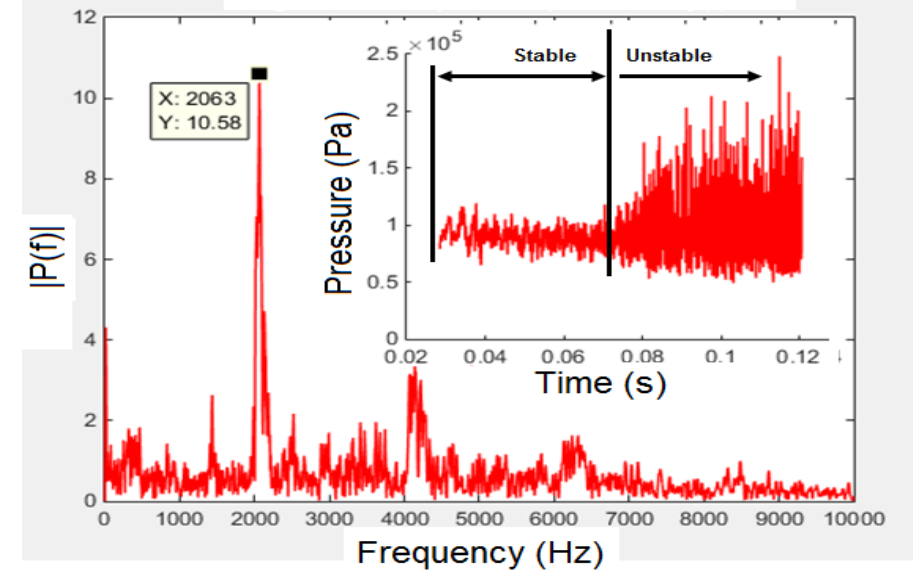 12
10
8
6
4
2
0
|P(f)|
X: 2063
Y: 10.58
0 1000 2000 3000 4000 5000 6000 7000 8000 9000 10000
Frequency (Hz)
×10⁵
2.5
2
1.5
1
0.5
0
Pressure (Pa)
Stable Unstable
0.02 0.04 0.06 0.08 0.1 0.12
Time (s)